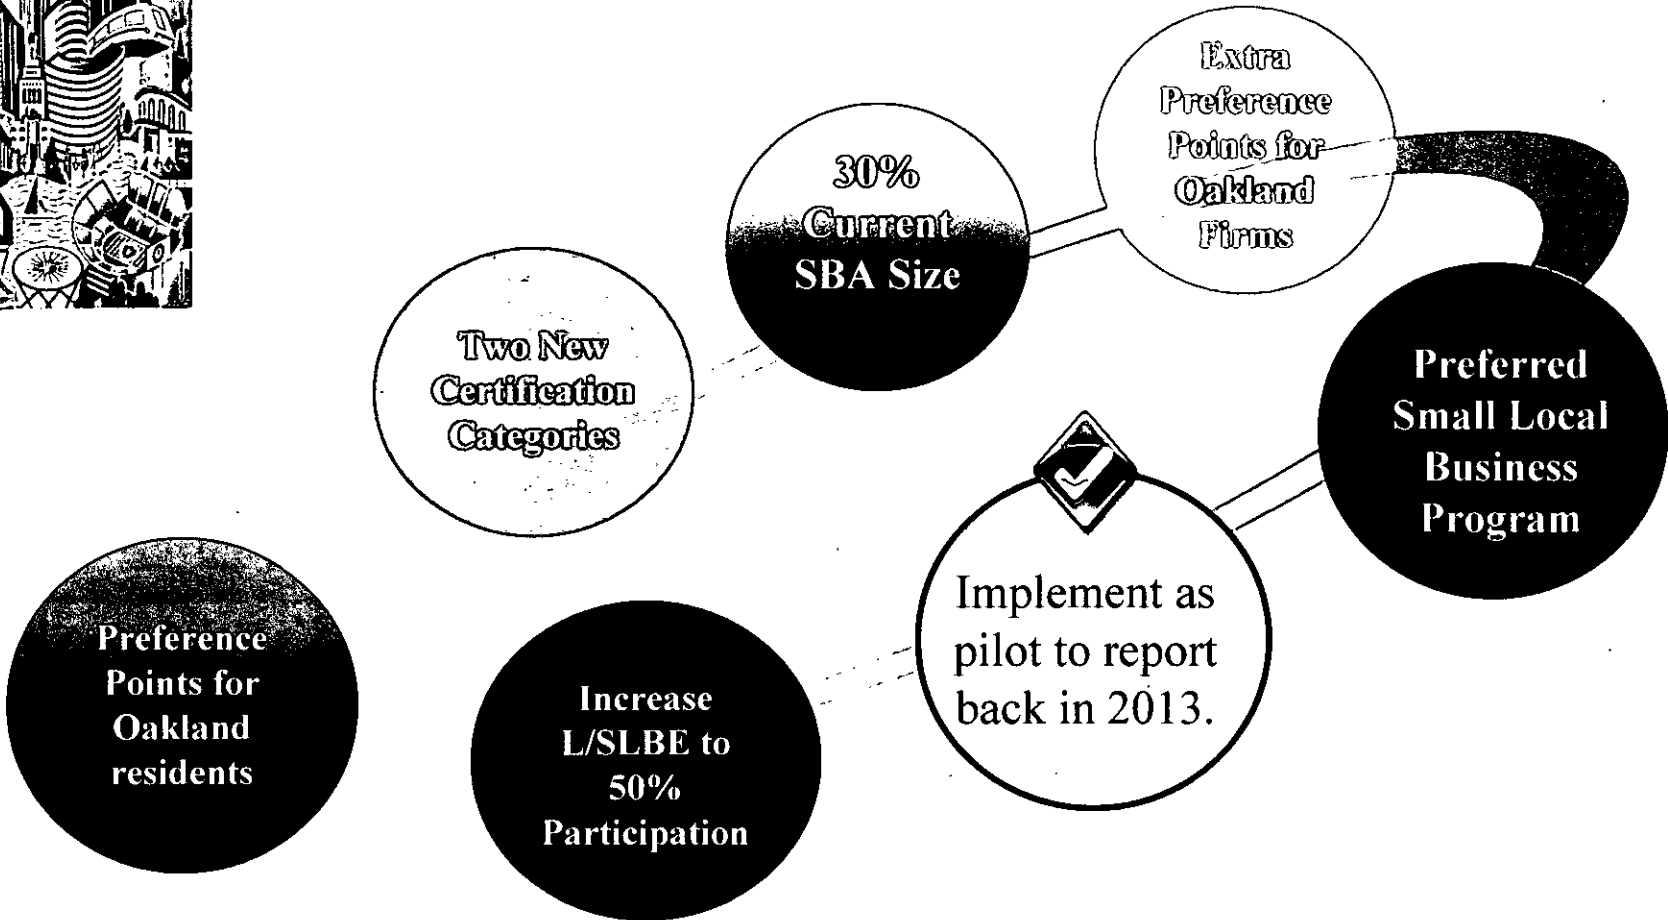 Extra
Preference
Points for
Oakland
Firms
30%
Current
SBA Size
Two New
Certification
Categories
Preferred
Small Local
Business
Program
Implement as
pilot to report
back in 2013.
Preference
Points for
Oakland
residents
Increase
L/SLBE to
50%
Participation